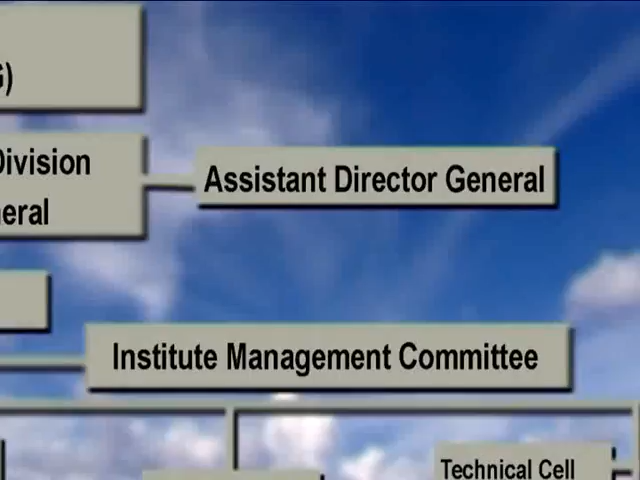 G)
Division
eral
Assistant Director General
Institute Management Committee
Technical Cell